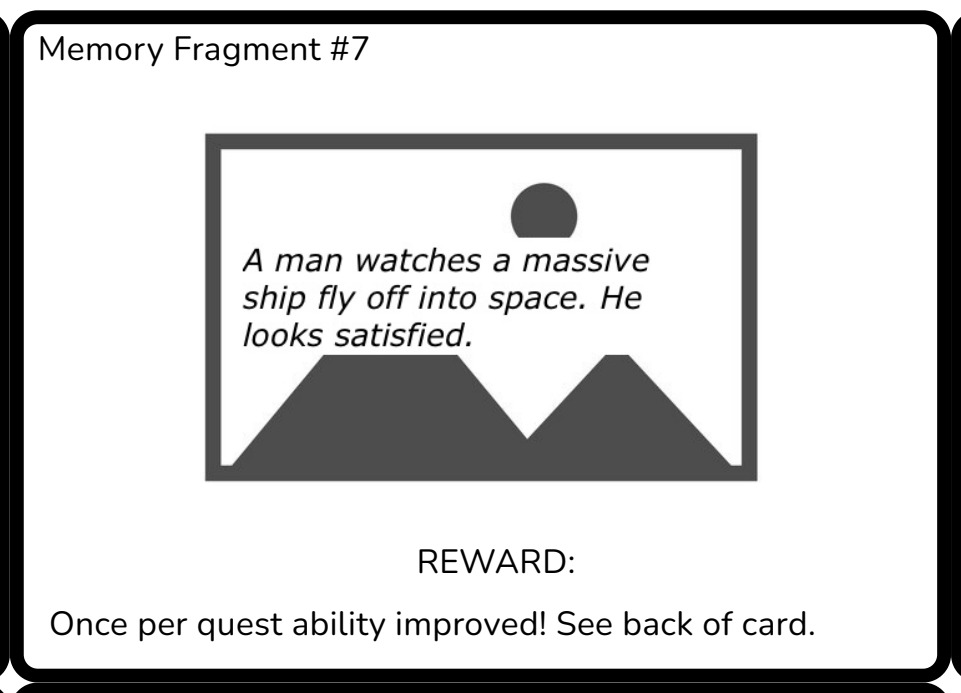 Memory Fragment #7
A man watches a massive
ship fly off into space. He
looks satisfied.
REWARD:
Once per quest ability improved! See back of card.